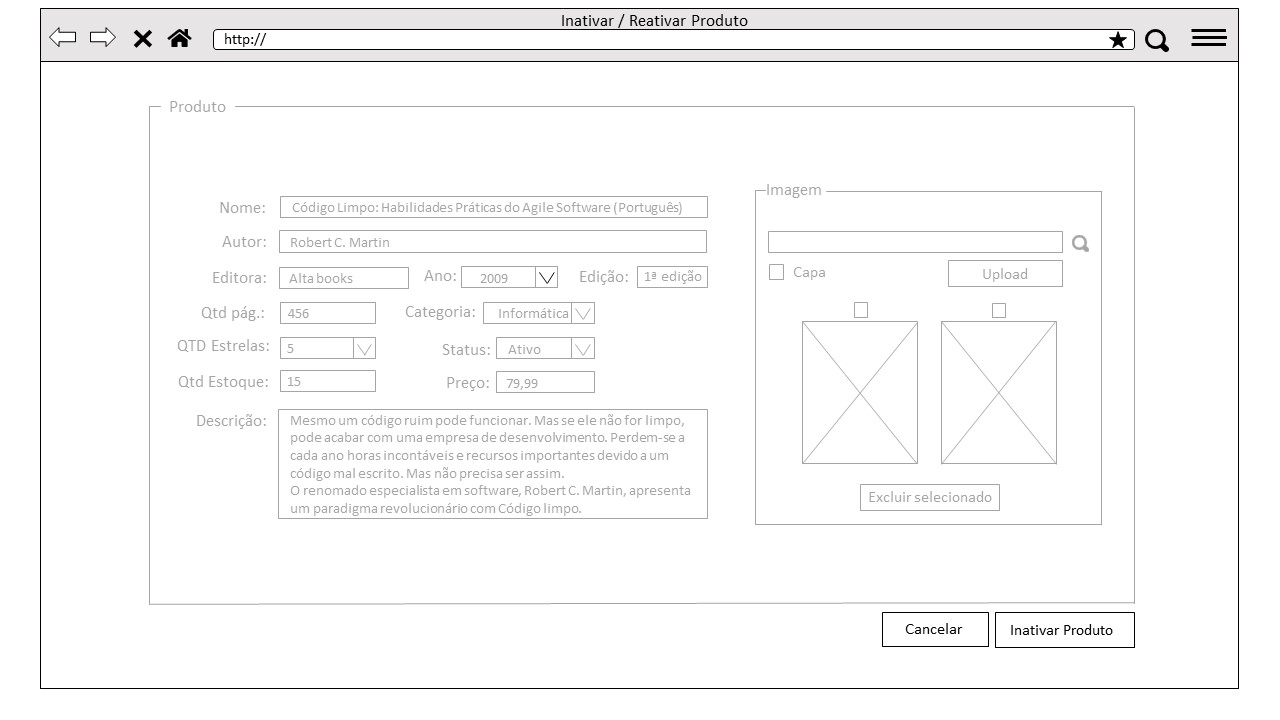 Inativar / Reativar Produto
http://
Produto
Nome: Código Limpo: Habilidades Práticas do Agile Software (Português)
Autor: Robert C. Martin
Editora: Alta books Ano: 2009 Edição: 1ª edição
Qtd pág.: 456 Categoria: Informática
QTD Estrelas: 5 Status: Ativo
Qtd Estoque: 15 Preço: 79,99
Descrição: Mesmo um código ruim pode funcionar. Mas se ele não for limpo,
pode acabar com uma empresa de desenvolvimento. Perdem-se a
cada ano horas incontáveis e recursos importantes devido a um
código mal escrito. Mas não precisa ser assim.
O renomado especialista em software, Robert C. Martin, apresenta
um paradigma revolucionário com Código limpo.
Imagem
Capa Upload
Excluir selecionado
Cancelar Inativar Produto